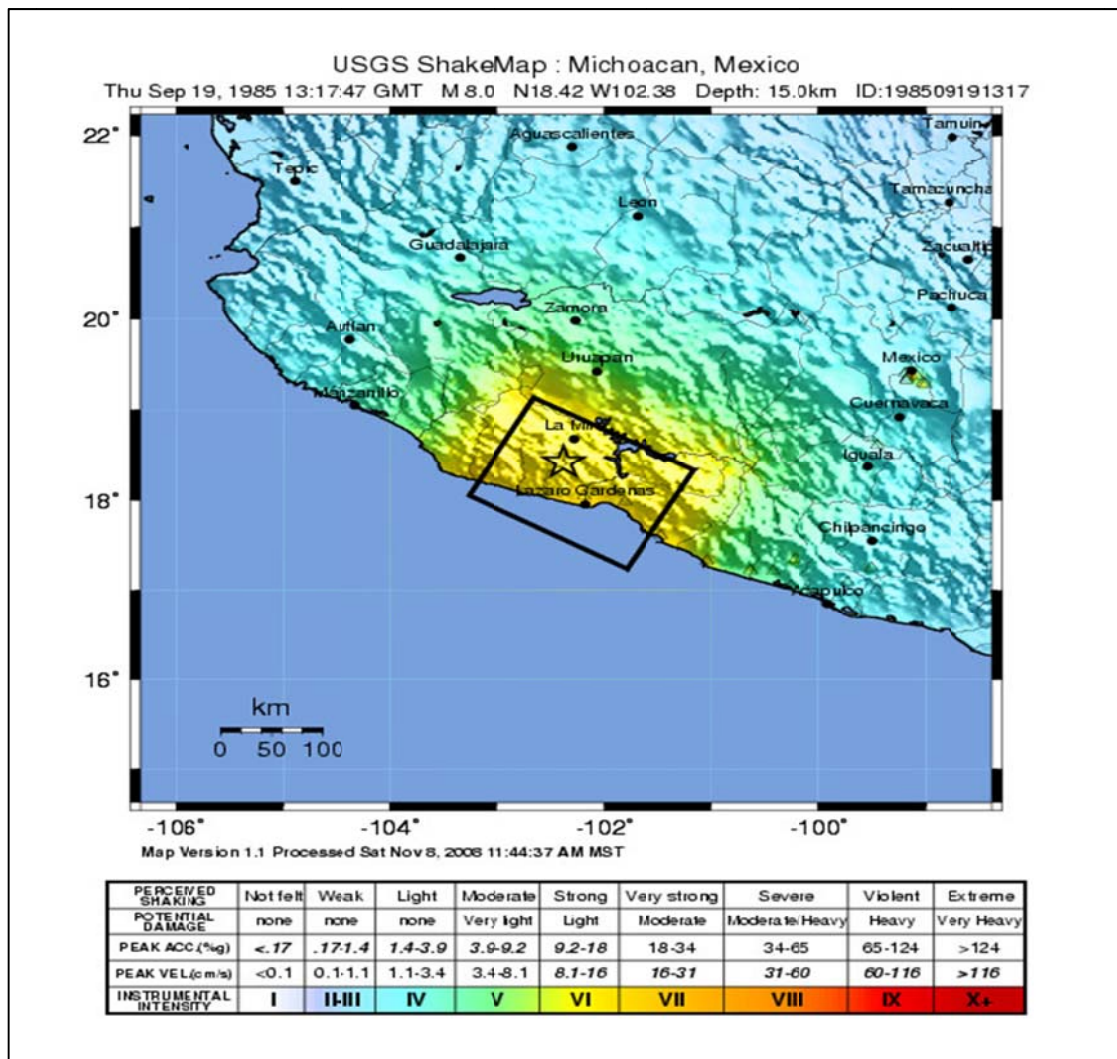 USGS ShakeMap : Michoacan, Mexico
Thu Sep 19, 1985 13:17:47 GMT M 8.0 N18.42 W102.38 Depth: 15.0km ID:198509191317
22°
Tamuin
Aguascalientes
Tepic
Tamazuncha
Leon
Guadalajara
Zacualtip
Pachuca
20°
Zamora
Autlan
Uruapan
Mexico
Manzanillo
Cuernavaca
La Mira
Iguala
Lazaro Cardenas
18°
Chilpancingo
Acapulco
16°
km
0 50 100
-106° -104° -102° -100°
Map Version 1.1 Processed Sat Nov 8, 2008 11:44:37 AM MST
PERCEIVED SHAKING Not felt Weak Light Moderate Strong Very strong Severe Violent Extreme
POTENTIAL DAMAGE none none none Very light Light Moderate Moderate/Heavy Heavy Very Heavy
PEAK ACC.(%g) <.17 .17-1.4 1.4-3.9 3.9-9.2 9.2-18 18-34 34-65 65-124 >124
PEAK VEL.(cm/s) <0.1 0.1-1.1 1.1-3.4 3.4-8.1 8.1-16 16-31 31-60 60-116 >116
INSTRUMENTAL INTENSITY I II-III IV V VI VII VIII IX X+